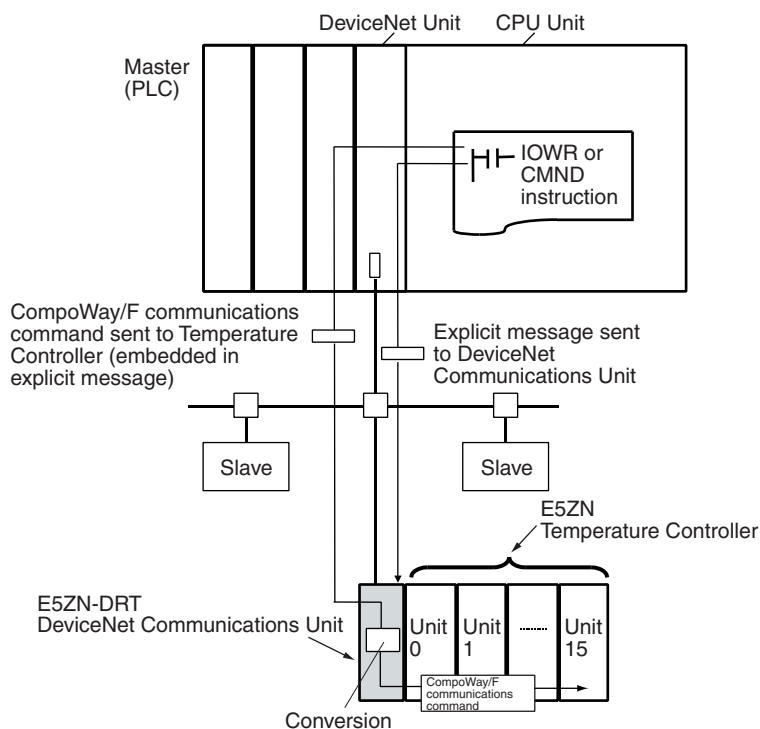 DeviceNet Unit
CPU Unit
Master
(PLC)
IOWR or
CMND
instruction
CompoWay/F communications
command sent to Temperature
Controller (embedded in
explicit message)
Explicit message sent
to DeviceNet
Communications Unit
Slave
Slave
E5ZN
Temperature Controller
E5ZN-DRT
DeviceNet Communications Unit
Unit
0
Unit
1
Unit
15
CompoWay/F
communications
command
Conversion